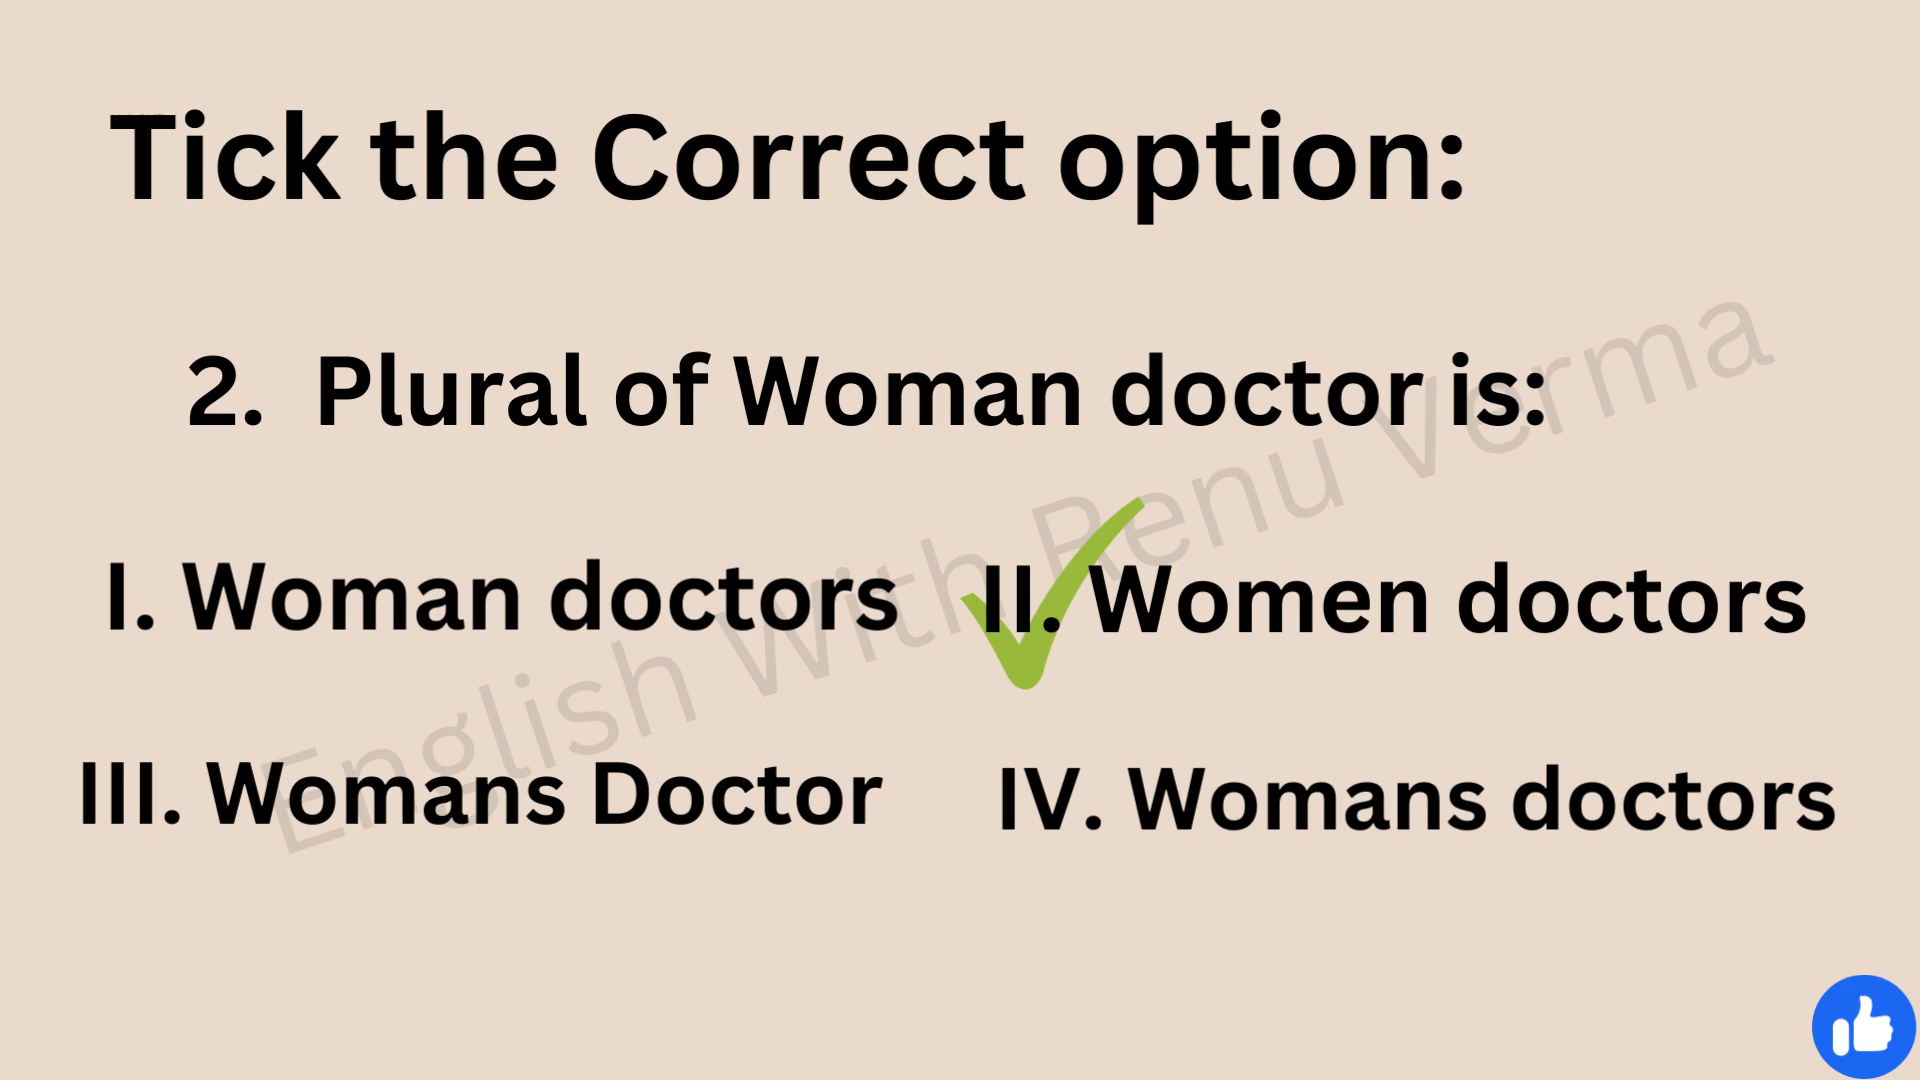 Tick the Correct option:
2. Plural of Woman doctor is:
I. Woman doctors
II. Women doctors
III. Womans Doctor
IV. Womans doctors
English With Renu Verma